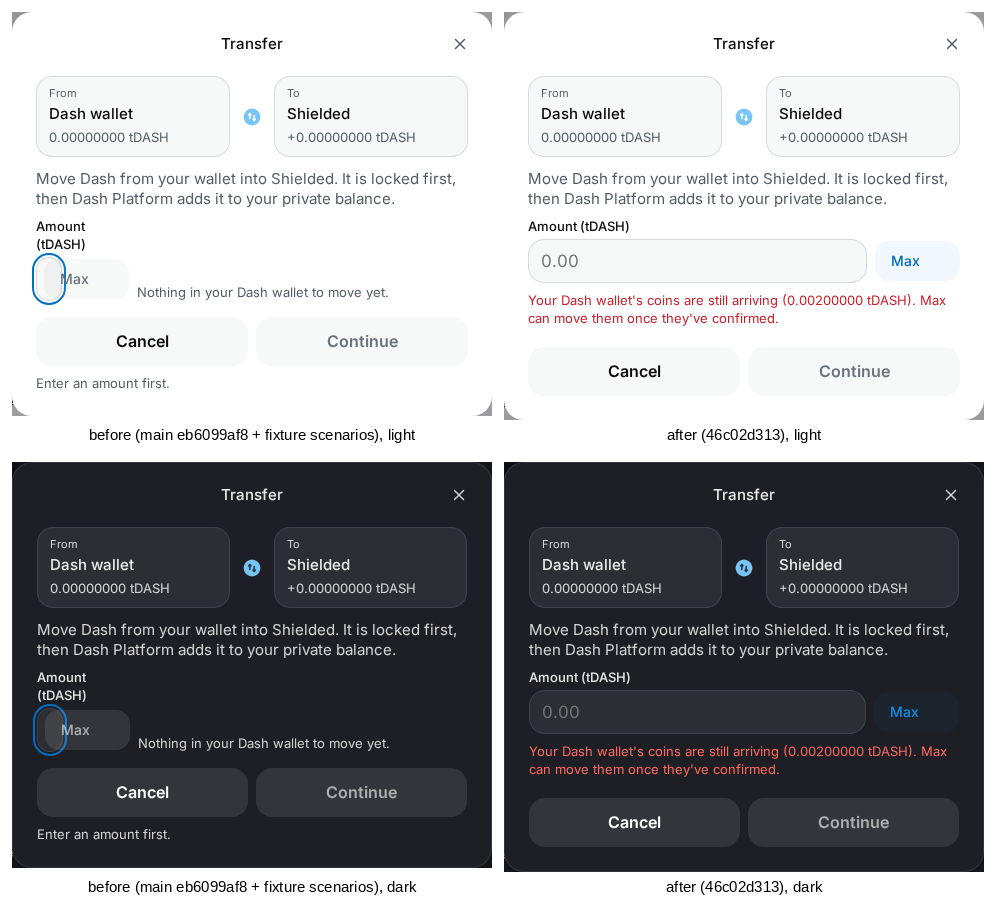 Transfer
From
Dash wallet
0.00000000 tDASH
To
Shielded
+0.00000000 tDASH
Move Dash from your wallet into Shielded. It is locked first,
then Dash Platform adds it to your private balance.
Amount
(tDASH)
Max
Nothing in your Dash wallet to move yet.
Cancel
Continue
Enter an amount first.
before (main eb6099af8 + fixture scenarios), light
Transfer
From
Dash wallet
0.00000000 tDASH
To
Shielded
+0.00000000 tDASH
Move Dash from your wallet into Shielded. It is locked first,
then Dash Platform adds it to your private balance.
Amount (tDASH)
0.00
Max
Your Dash wallet's coins are still arriving (0.00200000 tDASH). Max
can move them once they've confirmed.
Cancel
Continue
after (46c02d313), light
Transfer
From
Dash wallet
0.00000000 tDASH
To
Shielded
+0.00000000 tDASH
Move Dash from your wallet into Shielded. It is locked first,
then Dash Platform adds it to your private balance.
Amount
(tDASH)
Max
Nothing in your Dash wallet to move yet.
Cancel
Continue
Enter an amount first.
before (main eb6099af8 + fixture scenarios), dark
Transfer
From
Dash wallet
0.00000000 tDASH
To
Shielded
+0.00000000 tDASH
Move Dash from your wallet into Shielded. It is locked first,
then Dash Platform adds it to your private balance.
Amount (tDASH)
0.00
Max
Your Dash wallet's coins are still arriving (0.00200000 tDASH). Max
can move them once they've confirmed.
Cancel
Continue
after (46c02d313), dark